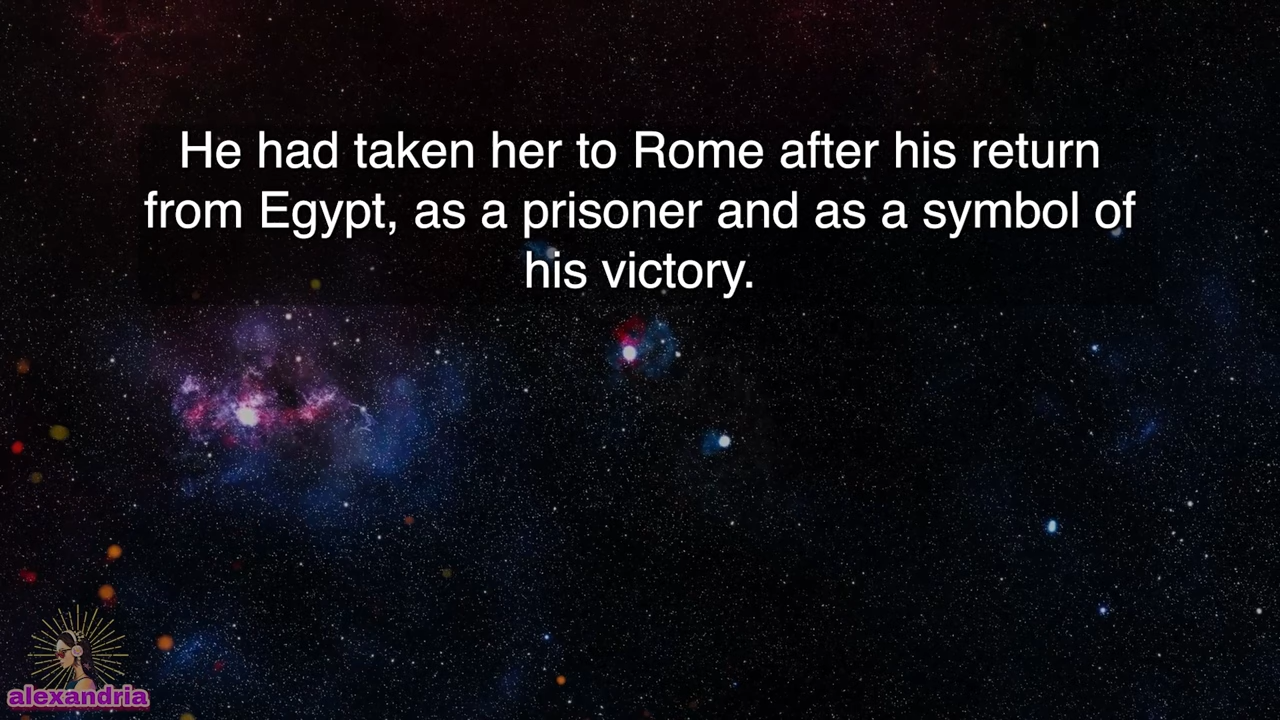 He had taken her to Rome after his return
from Egypt, as a prisoner and as a symbol of
his victory.
alexandria